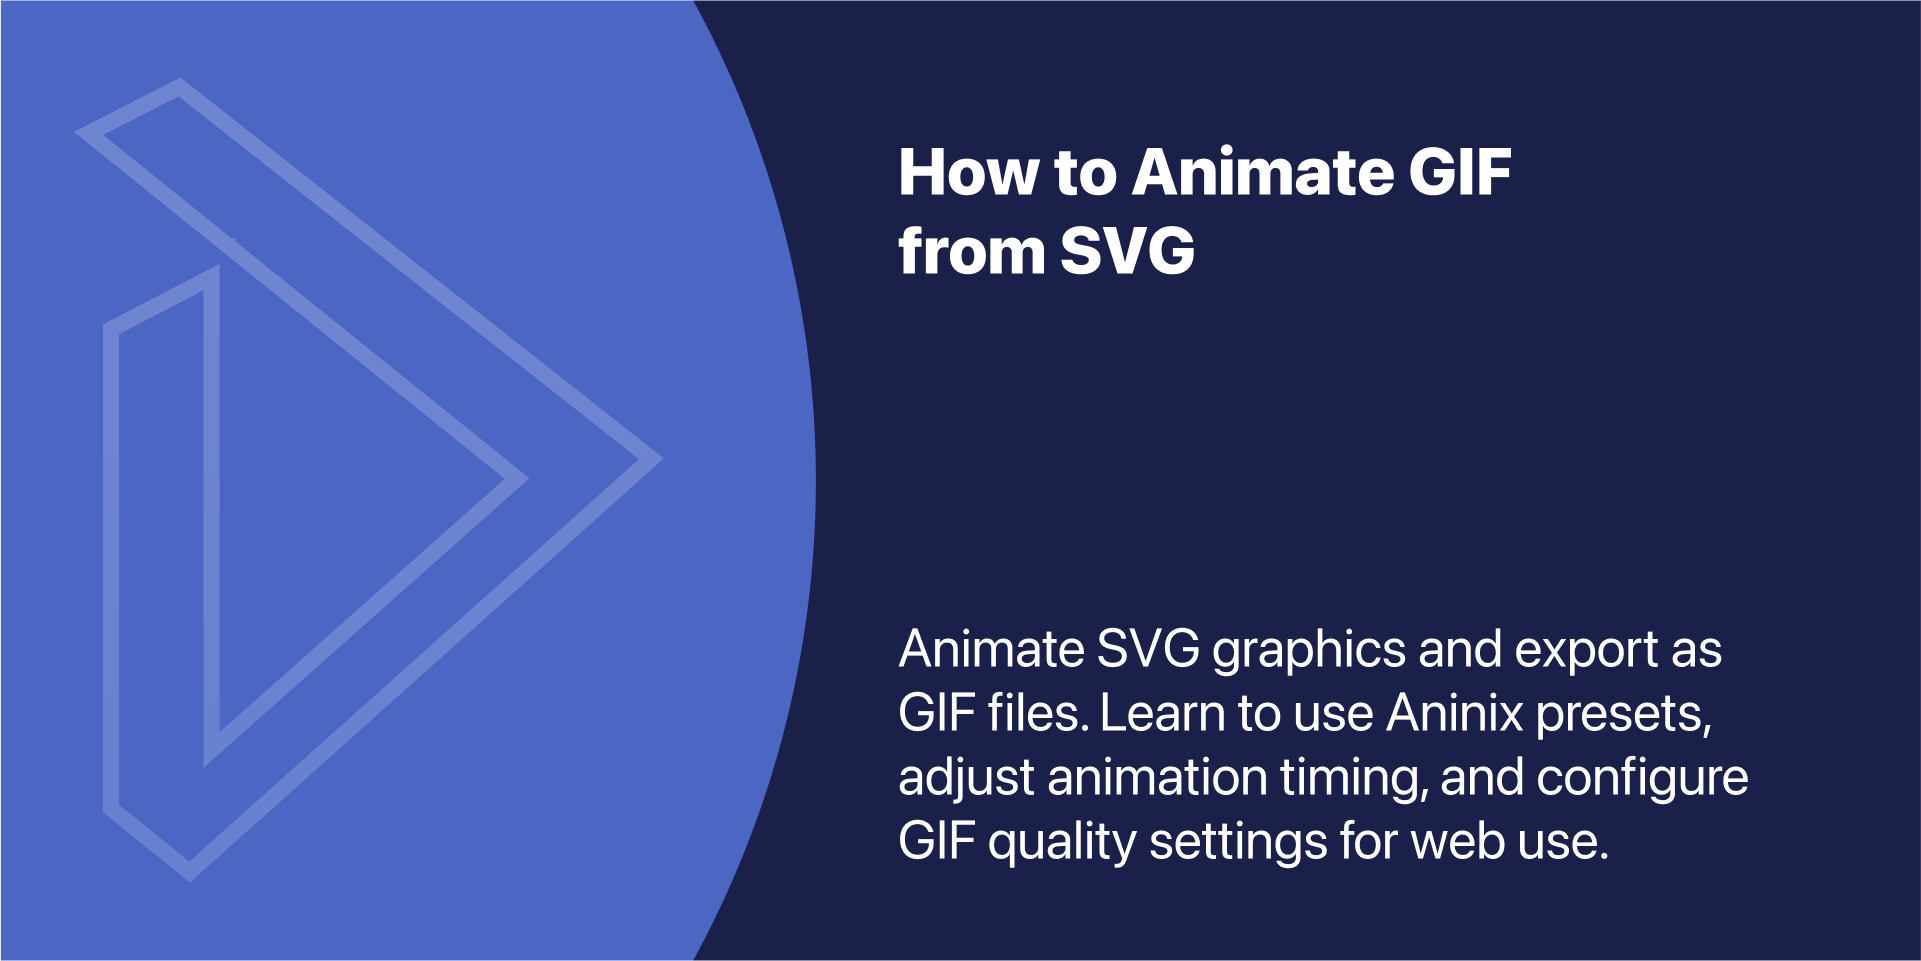 How to Animate GIF
from SVG
Animate SVG graphics and export as
GIF files. Learn to use Aninix presets,
adjust animation timing, and configure
GIF quality settings for web use.